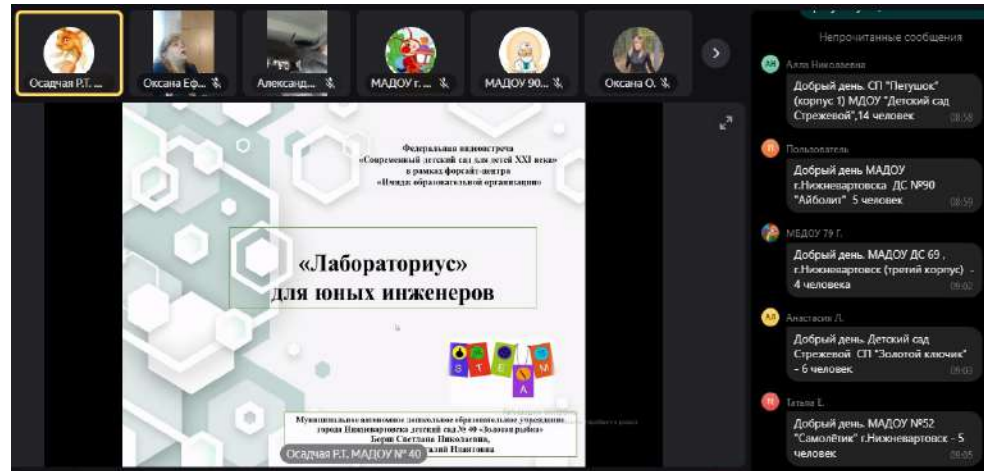 Осадчая Р.Т. ...
Оксана Еф...
Александ...
МАДОУ г. ...
МАДОУ 90...
Оксана О.
Федеральная видеовстреча
«Современный детский сад для детей XXI века»
в рамках форсайт-центра
«Имидж образовательной организации»
«Лабораториус»
для юных инженеров
S T E A M
Муниципальное автономное дошкольное образовательное учреждение
города Нижневартовска детский сад № 40 «Золотая рыбка»
Берш Светлана Николаевна,
Осадчая Р.Т. МАДОУ № 40
Непрочитанные сообщения
АН
Алла Николаевна
Добрый день. СП "Петушок"
(корпус 1) МДОУ "Детский сад
Стрежевой",14 человек
08:58
П
Пользователь
Добрый день МАДОУ
г.Нижневартовска ДС №90
"Айболит" 5 человек
08:59
МБДОУ 79 Г.
Добрый день. МАДОУ ДС 69 ,
г.Нижневартовск (третий корпус) -
4 человека
09:02
АЛ
Анастасия Л.
Добрый день. Детский сад
Стрежевой СП "Золотой ключик"
- 6 человек
09:03
Татьяна Е.
Добрый день. МАДОУ №52
"Самолётик" г.Нижневартовск - 5
человек
09:05